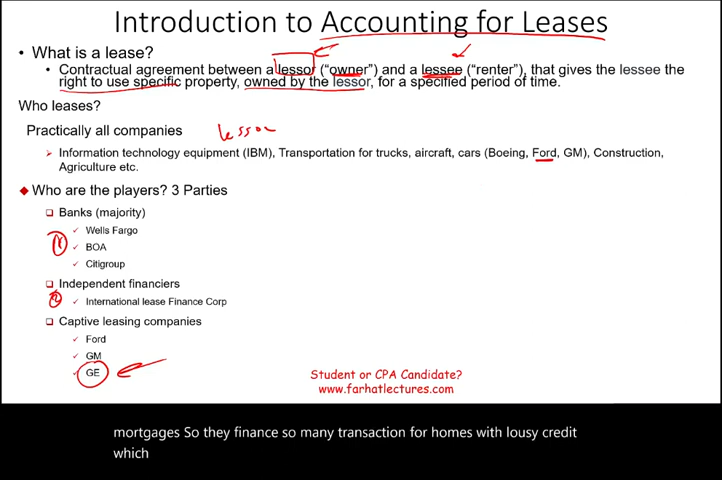 Introduction to Accounting for Leases
• What is a lease?
• Contractual agreement between a lessor ("owner") and a lessee ("renter"), that gives the lessee the
right to use specific property, owned by the lessor, for a specified period of time.
Who leases?
Practically all companies
lessor
Information technology equipment (IBM), Transportation for trucks, aircraft, cars (Boeing, Ford, GM), Construction,
Agriculture etc.
Who are the players? 3 Parties
Banks (majority)
Wells Fargo
BOA
Citigroup
Independent financiers
International lease Finance Corp
Captive leasing companies
Ford
GM
GE
Student or CPA Candidate?
www.farhatlectures.com
mortgages So they finance so many transaction for homes with lousy credit
which